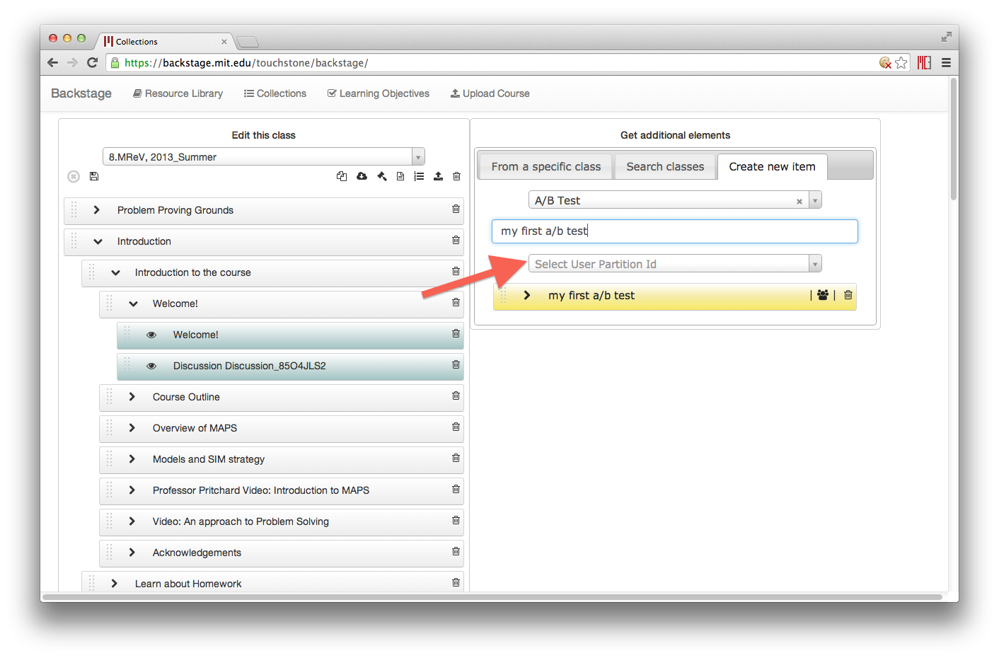 Collections
https://backstage.mit.edu/touchstone/backstage/
Backstage Resource Library Collections Learning Objectives Upload Course
Edit this class
8.MReV, 2013_Summer
Problem Proving Grounds
Introduction
Introduction to the course
Welcome!
Welcome!
Discussion Discussion_85O4JLS2
Course Outline
Overview of MAPS
Models and SIM strategy
Professor Pritchard Video: Introduction to MAPS
Video: An approach to Problem Solving
Acknowledgements
Learn about Homework
Get additional elements
From a specific class Search classes Create new item
A/B Test
my first a/b test
Select User Partition Id
my first a/b test | |